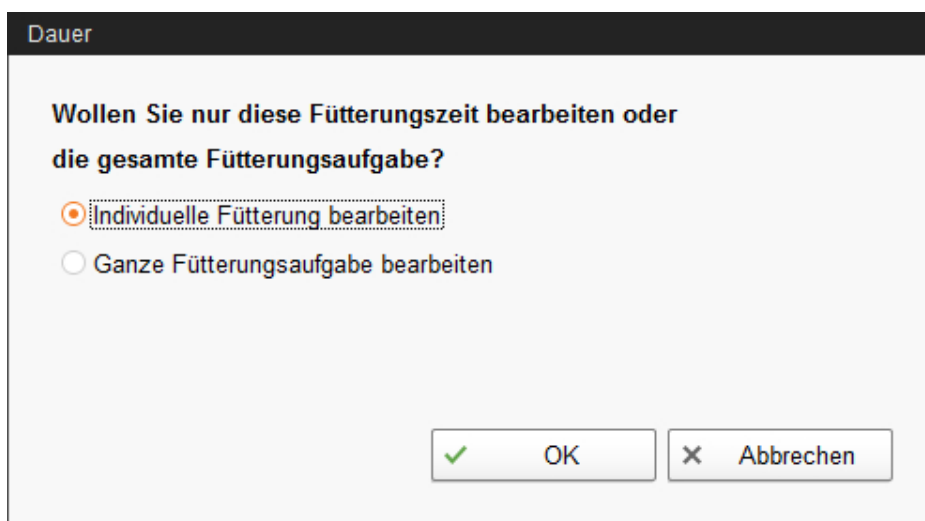 Dauer
Wollen Sie nur diese Fütterungszeit bearbeiten oder
die gesamte Fütterungsaufgabe?
Individuelle Fütterung bearbeiten
Ganze Fütterungsaufgabe bearbeiten
OK
Abbrechen